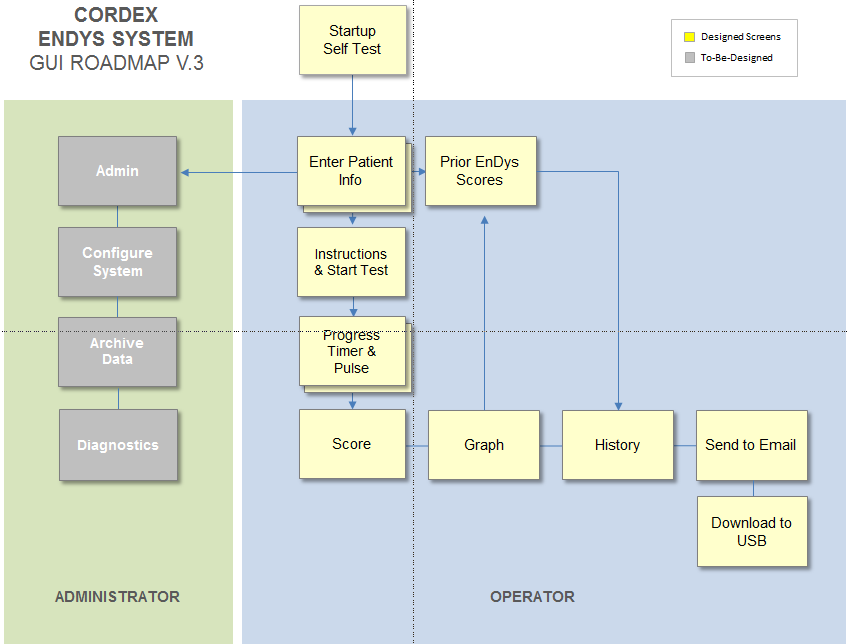 CORDEX
ENDYS SYSTEM
GUI ROADMAP V.3
Startup
Self Test
Designed Screens
To-Be-Designed
Admin
Enter Patient
Info
Prior EnDys
Scores
Configure
System
Instructions
& Start Test
Archive
Data
Progress
Timer &
Pulse
Diagnostics
Score
Graph
History
Send to Email
Download to
USB
ADMINISTRATOR
OPERATOR